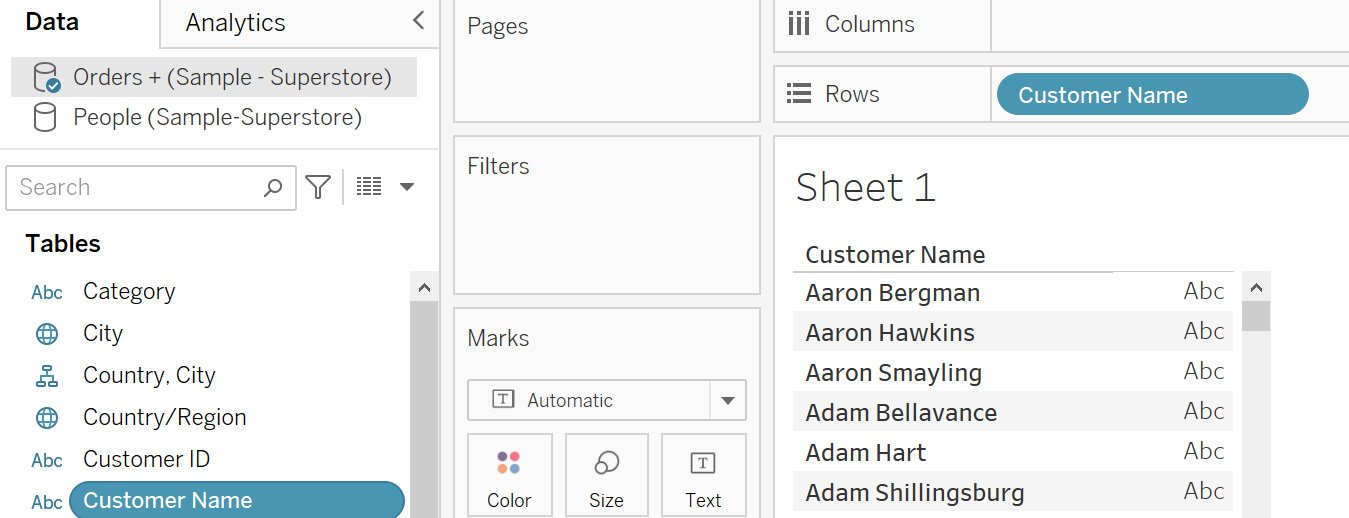 Data
Analytics
Orders + (Sample - Superstore)
People (Sample-Superstore)
Search
Tables
Abc Category
City
Country, City
Country/Region
Abc Customer ID
Abc Customer Name
Pages
Filters
Marks
T Automatic
Color
Size
T
Text
Columns
Rows
Customer Name
Sheet 1
Customer Name
Aaron Bergman Abc
Aaron Hawkins Abc
Aaron Smayling Abc
Adam Bellavance Abc
Adam Hart Abc
Adam Shillingsburg Abc